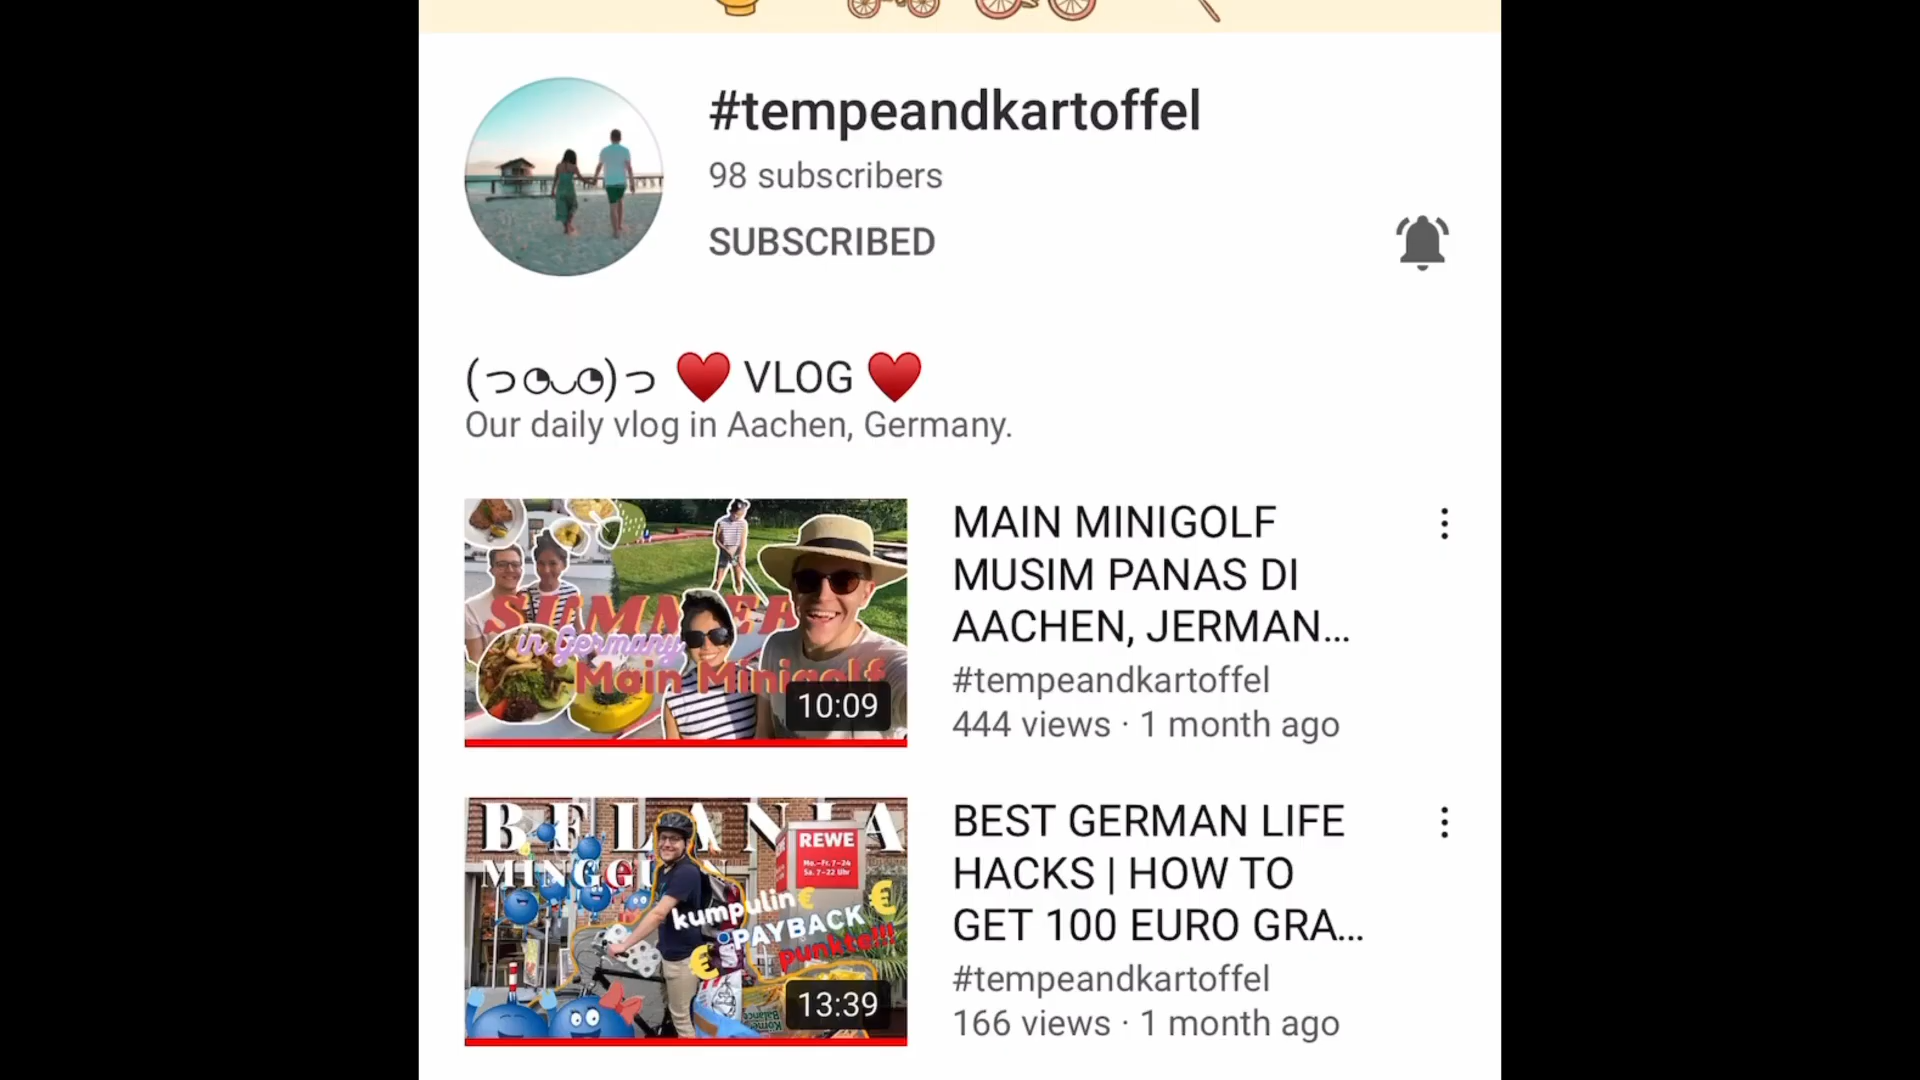 #tempeandkartoffel
98 subscribers
SUBSCRIBED
(っ◔◡◔)っ ♥ VLOG ♥
Our daily vlog in Aachen, Germany.
SUMMER
in Germany
Main Minigolf
10:09
MAIN MINIGOLF
MUSIM PANAS DI
AACHEN, JERMAN...
#tempeandkartoffel
444 views · 1 month ago
BELANJA
MINGGUAN
REWE
Mo.-Fr. 7-24
Sa. 7-22 Uhr
kumpulin€
PAYBACK
punkte!!!
13:39
BEST GERMAN LIFE
HACKS | HOW TO
GET 100 EURO GRA...
#tempeandkartoffel
166 views · 1 month ago